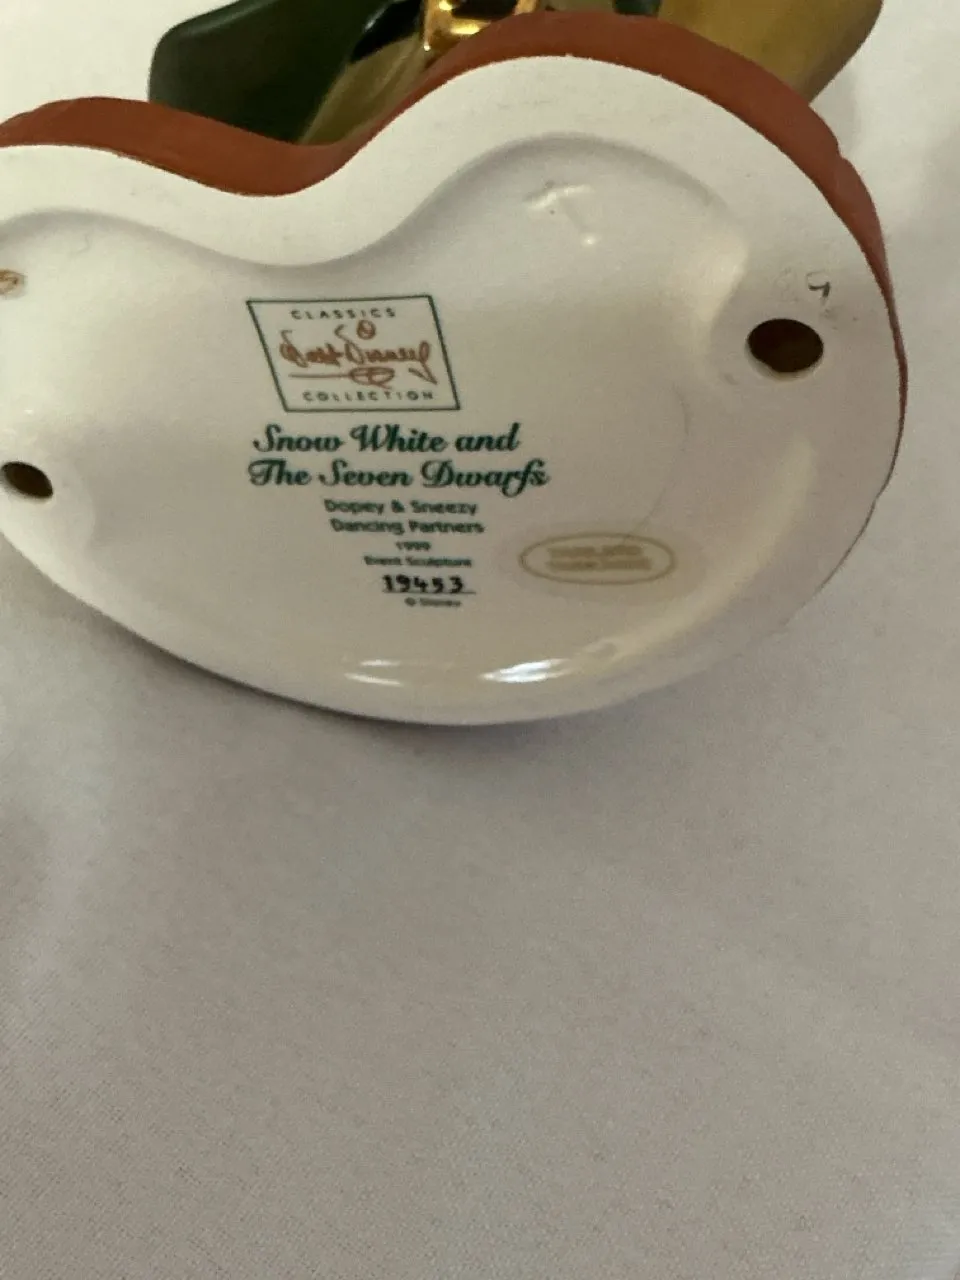 CLASSICS
Walt Disney
COLLECTION
Snow White and
The Seven Dwarfs
Dopey & Sneezy
Dancing Partners
1999
Event Sculpture
19453
© Disney